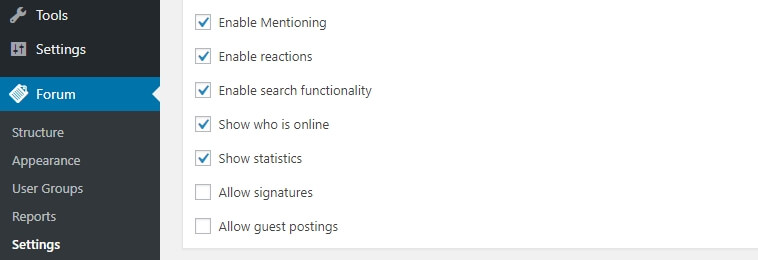 Tools
Settings
Forum
Structure
Appearance
User Groups
Reports
Settings
Enable Mentioning
Enable reactions
Enable search functionality
Show who is online
Show statistics
Allow signatures
Allow guest postings